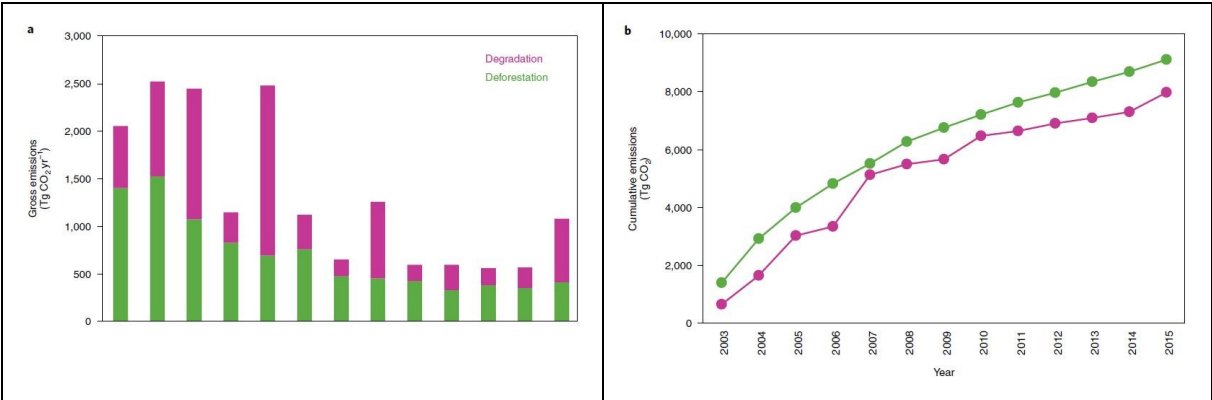 a
3,000
2,500
2,000
1,500
1,000
500
0
Gross emissions
(Tg CO₂ yr⁻¹)
Degradation
Deforestation
b
10,000
8,000
6,000
4,000
2,000
0
Cumulative emissions
(Tg CO₂)
2003
2004
2005
2006
2007
2008
2009
2010
2011
2012
2013
2014
2015
Year